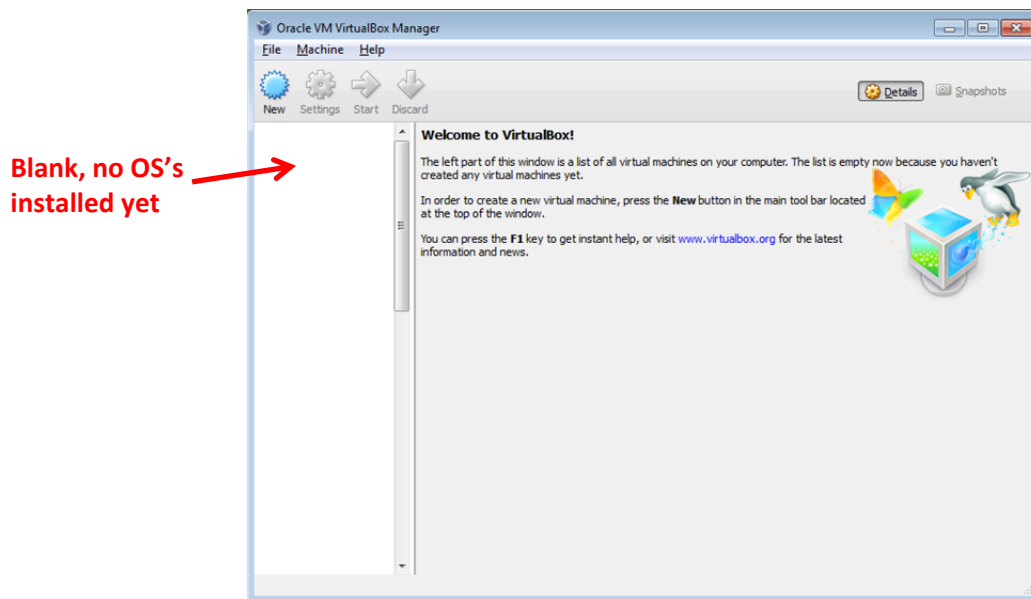 Oracle VM VirtualBox Manager
File Machine Help
New Settings Start Discard
Details Snapshots
Blank, no OS’s
installed yet
Welcome to VirtualBox!
The left part of this window is a list of all virtual machines on your computer. The list is empty now because you haven't
created any virtual machines yet.
In order to create a new virtual machine, press the New button in the main tool bar located
at the top of the window.
You can press the F1 key to get instant help, or visit www.virtualbox.org for the latest
information and news.